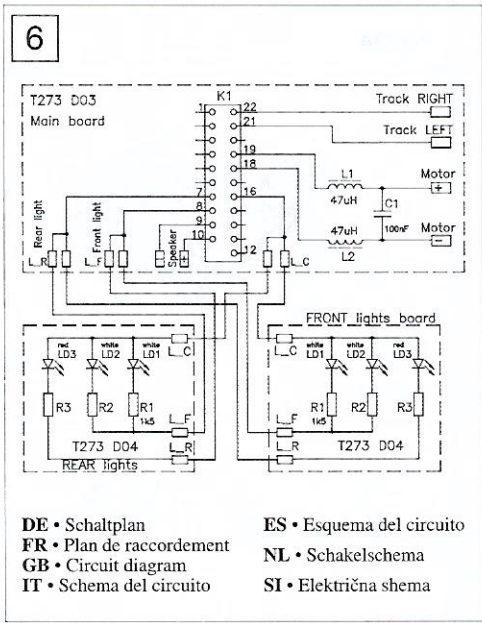 6
T273 D03
Main board
K1
1
22
Track RIGHT
21
Track LEFT
19
18
L1
47uH
Motor
+
C1
100nF
47uH
L2
Motor
−
7
16
8
9
10
12
Rear light
Front light
Speaker
L_R
L_F
L_C
FRONT lights board
red
LD3
white
LD2
white
LD1
L_C
R3
R2
R1
1k5
L_F
L_R
T273 D04
REAR lights
L_C
white
LD1
white
LD2
red
LD3
R1
1k5
R2
R3
L_F
L_R
T273 D04
DE • Schaltplan
FR • Plan de raccordement
GB • Circuit diagram
IT • Schema del circuito
ES • Esquema del circuito
NL • Schakelschema
SI • Električna shema